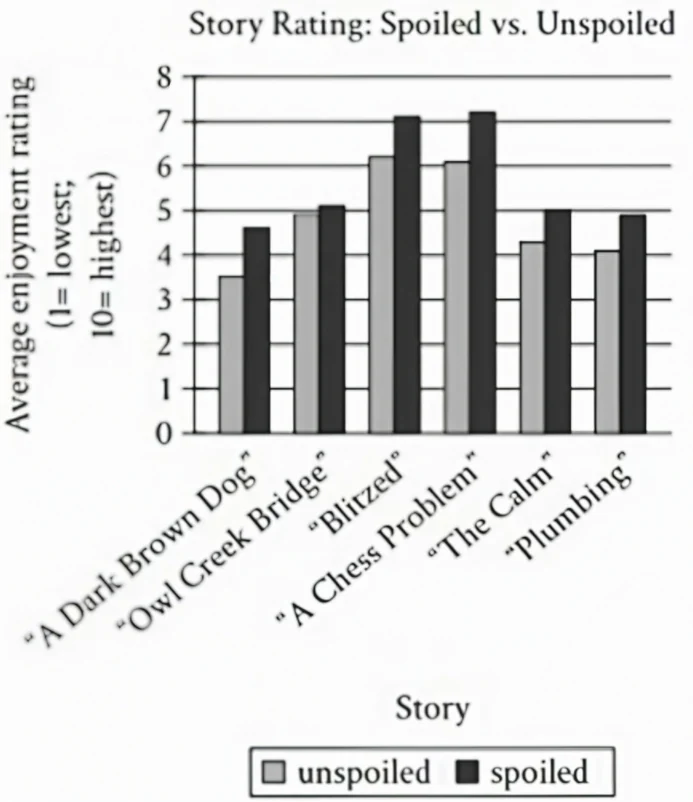 Story Rating: Spoiled vs. Unspoiled
Average enjoyment rating
(1= lowest;
10= highest)
8
7
6
5
4
3
2
1
0
"A Dark Brown Dog"
"Owl Creek Bridge"
"Blitzed"
"A Chess Problem"
"The Calm"
"Plumbing"
Story
unspoiled spoiled